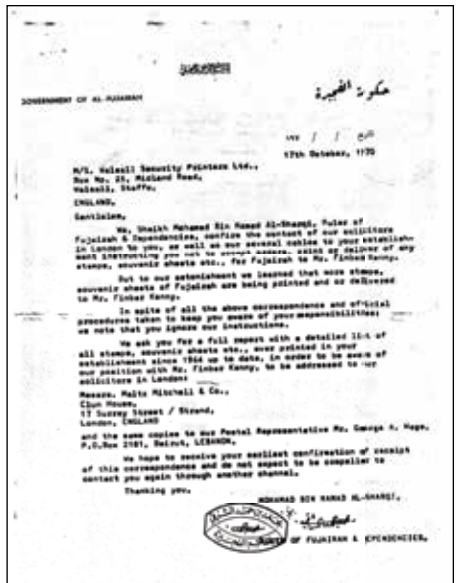 GOVERNMENT OF AL-FUJAIRAH
حكومة الفجيرة
17th October, 1970
M/S. Walsall Security Printers Ltd.,
Box No. 25, Midland Road,
Walsall, Staffs.
ENGLAND,
Gentlemen,
We, Shaikh Mohamad Bin Hamad Al-Sharqi, Ruler of
Fujairah & Dependencies, confirm the contact of our solicitors
in London to you, as well as our several cables to your establish-
ment instructing you not to accept orders, or deliver of any
stamps, souvenir sheets etc., for Fujairah to Mr. Finbar Kenny.
But to our astonishment we learned that more stamps,
souvenir sheets of Fujairah are being printed and or delivered
to Mr. Finbar Kenny.
In spite of all the above correspondence and official
procedures taken to keep you aware of your responsibilities;
we note that you ignore our instructions.
We ask you for a full report with a detailed list of
all stamps, souvenir sheets etc., ever printed in your
establishment since 1964 up to date, in order to be aware of
our position with Mr. Finbar Kenny, to be addressed to our
solicitors in London:
Messrs. Malts Mitchell & Co.,
Clun House,
17 Surrey Street / Strand,
London, ENGLAND
and the same copies to our Postal Representative Mr. George A. Hage,
P.O.Box 2181, Beirut, LEBANON,
We hope to receive your earliest confirmation of receipt
of this correspondence and do not expect to be compelled to
contact you again through another channel.
Thanking you,
MOHAMAD BIN HAMAD AL-SHARQI,
RULER OF FUJAIRAH & DEPENDENCIES,